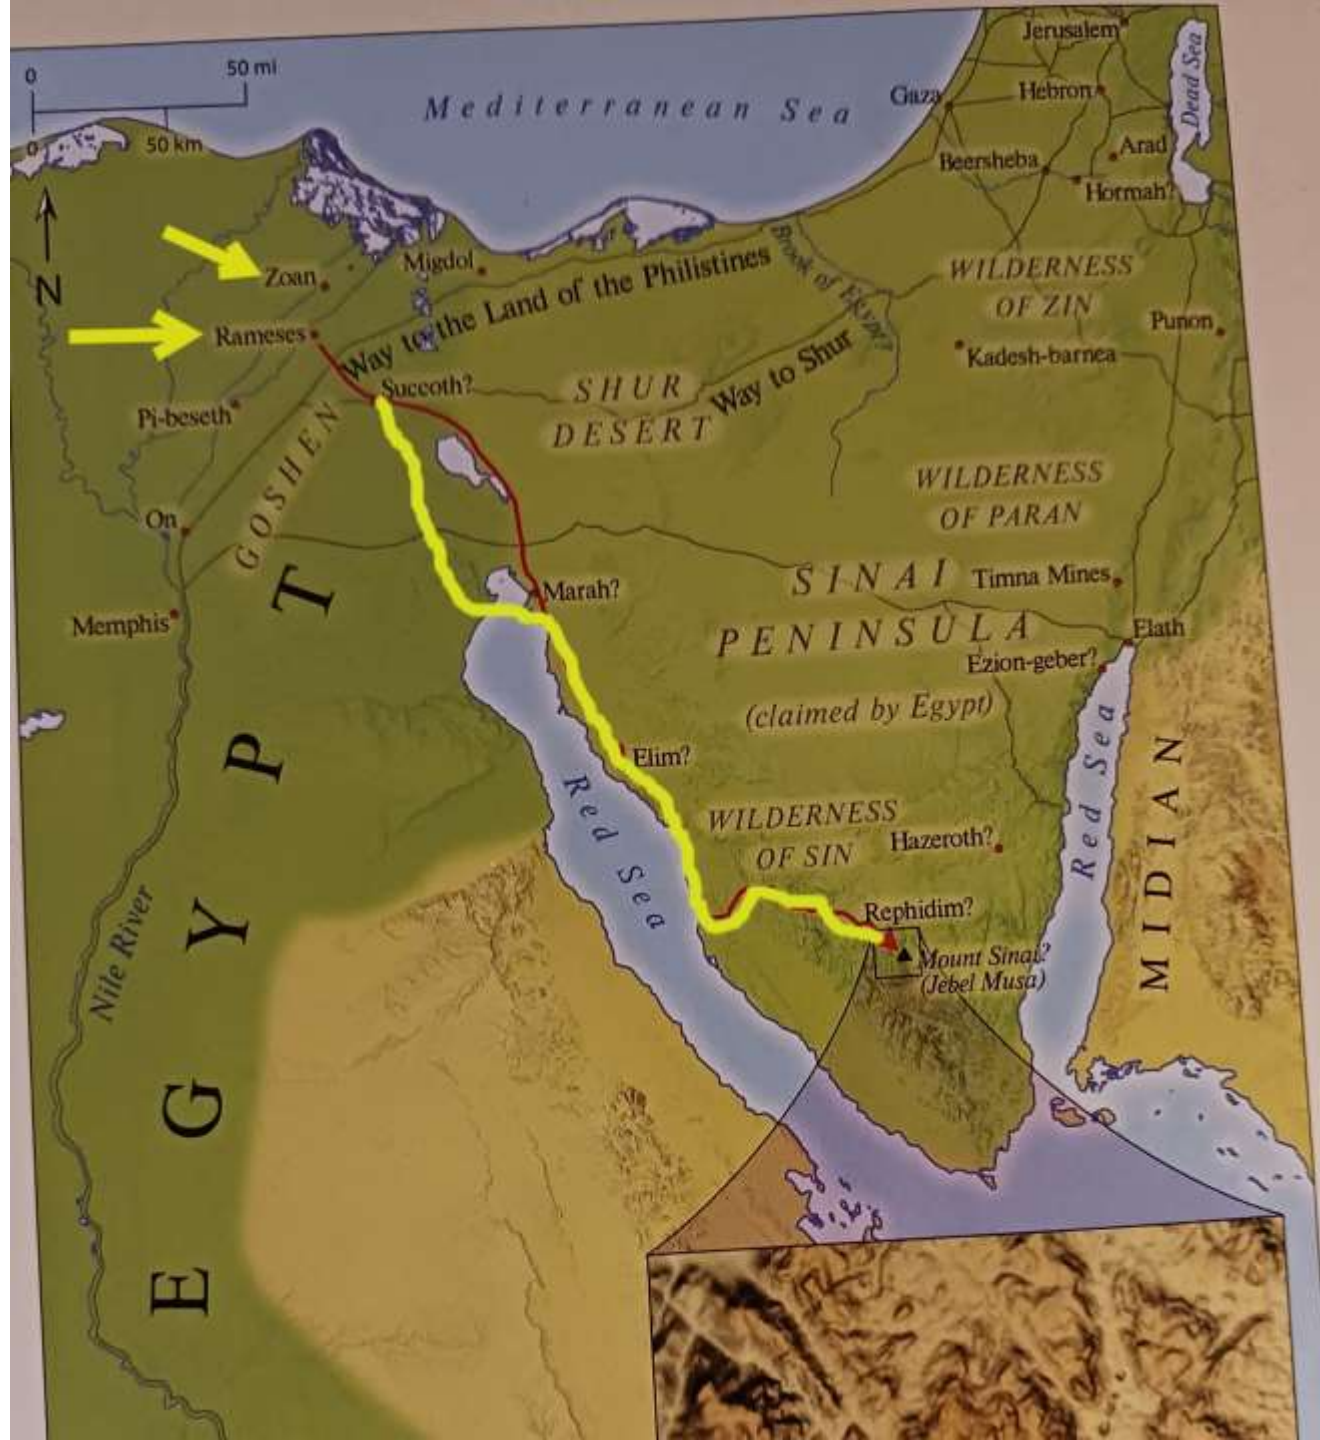 0
50 mi
0
50 km
N
Mediterranean Sea
Jerusalem
Gaza
Hebron
Dead Sea
Arad
Beersheba
Hormah?
Zoan
Migdol
Brook of Egypt?
WILDERNESS
OF ZIN
Punon
Rameses
Way to the Land of the Philistines
Kadesh-barnea
Succoth?
SHUR
DESERT
Way to Shur
Pi-beseth
GOSHEN
WILDERNESS
OF PARAN
On
SINAI
PENINSULA
(claimed by Egypt)
Timna Mines
Marah?
Memphis
Elath
Ezion-geber?
Elim?
Red Sea
Red Sea
MIDIAN
WILDERNESS
OF SIN
Hazeroth?
Rephidim?
Mount Sinai?
(Jebel Musa)
Nile River
EGYPT